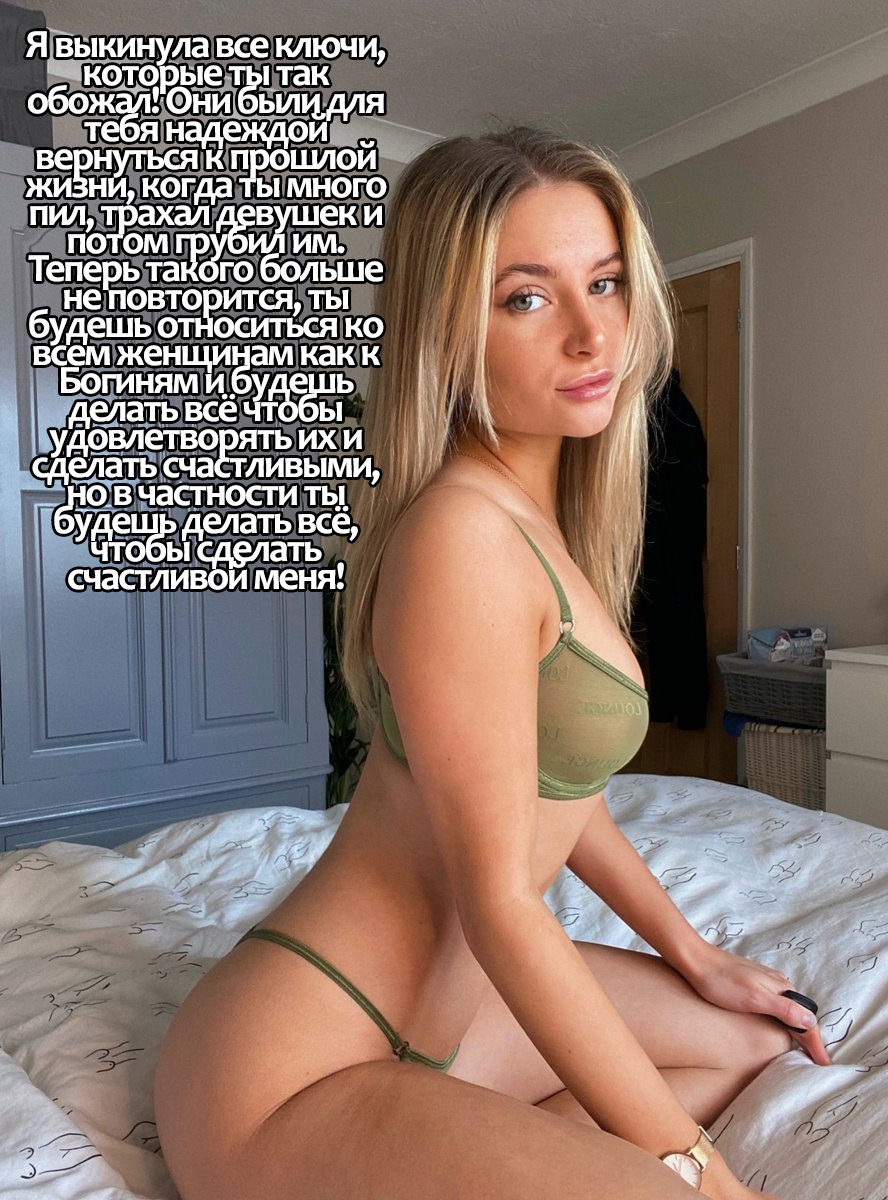 Я выкинула все ключи,
которые ты так
обожал! Они были для
тебя надеждой
вернуться к прошлой
жизни, когда ты много
пил, трахал девушек и
потом грубил им.
Теперь такого больше
не повторится, ты
будешь относиться ко
всем женщинам как к
Богиням и будешь
делать всё чтобы
удовлетворять их и
сделать счастливыми,
но в частности ты
будешь делать всё,
чтобы сделать
счастливой меня!